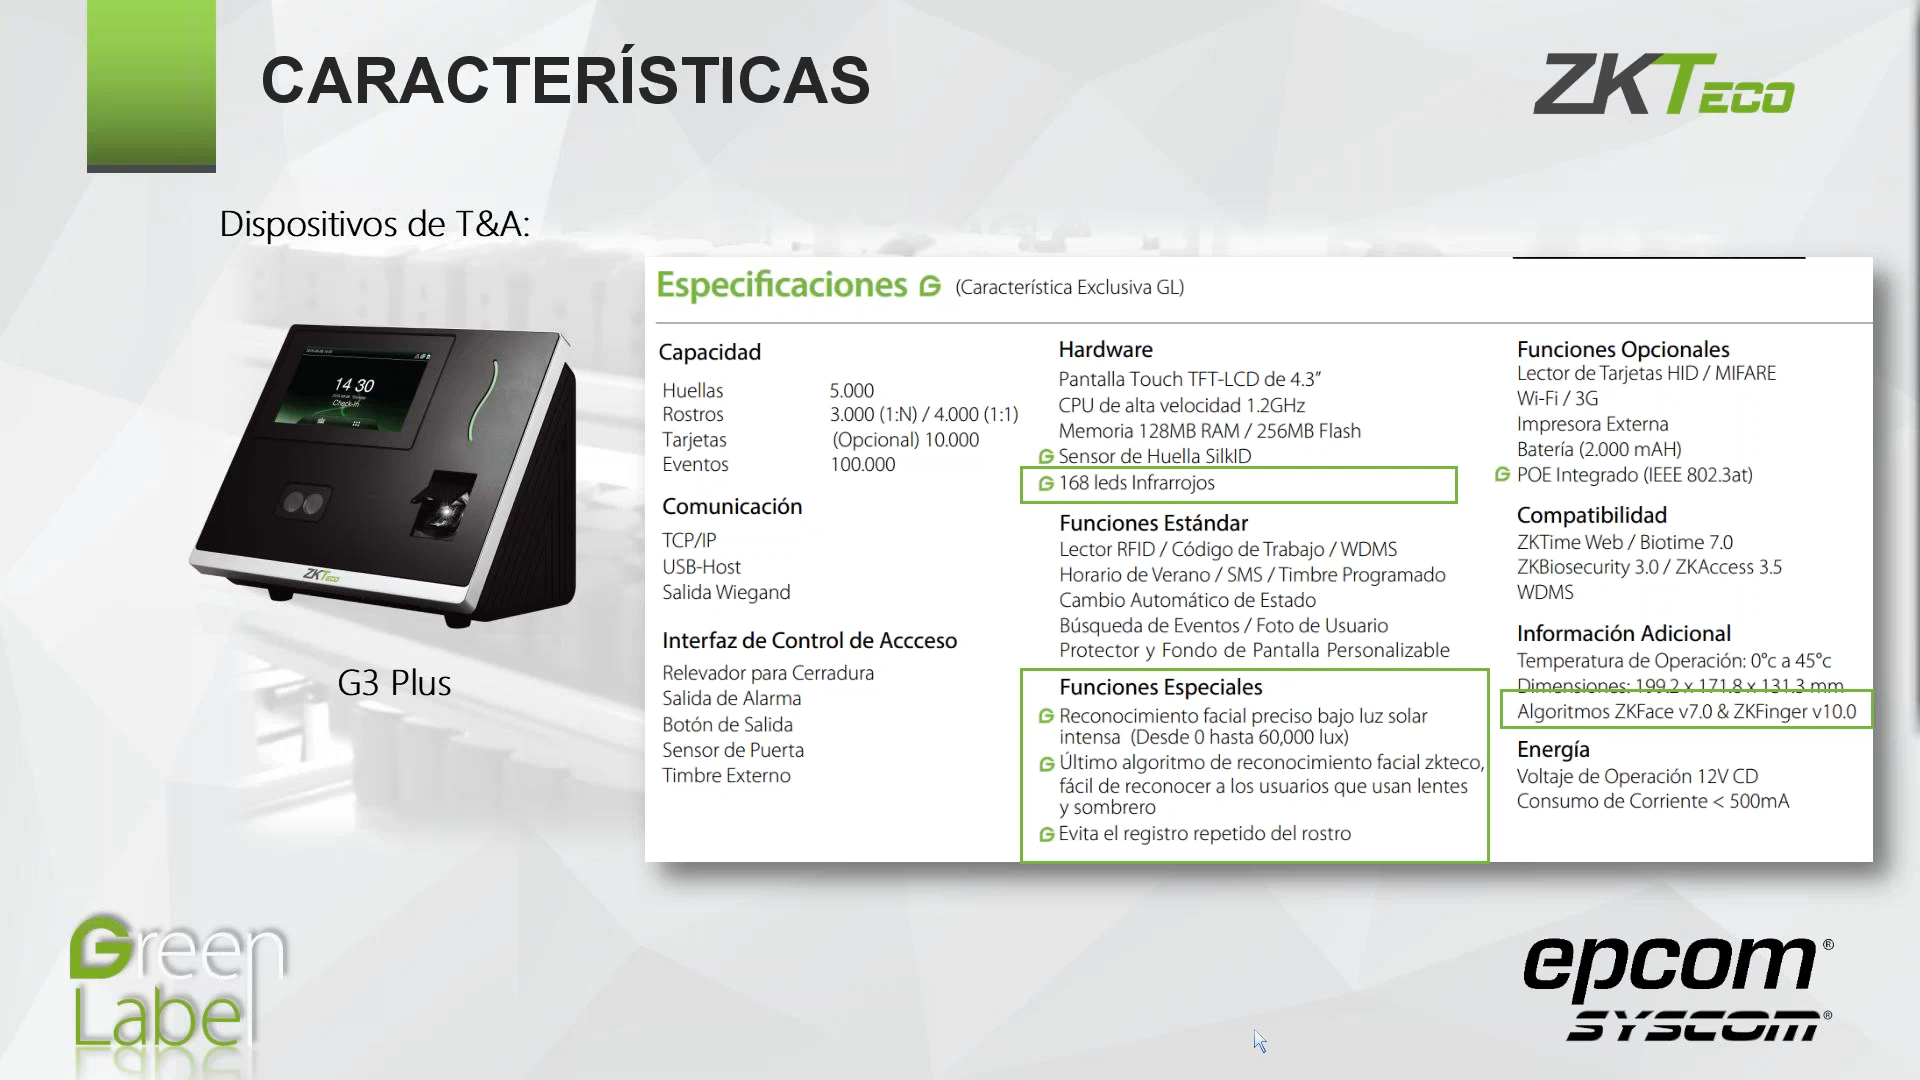 CARACTERÍSTICAS
ZKTECO
Dispositivos de T&A:
14 30
Check-In
ZKTECO
G3 Plus
Especificaciones G (Característica Exclusiva GL)
Capacidad
Huellas 5.000
Rostros 3.000 (1:N) / 4.000 (1:1)
Tarjetas (Opcional) 10.000
Eventos 100.000
Comunicación
TCP/IP
USB-Host
Salida Wiegand
Interfaz de Control de Accceso
Relevador para Cerradura
Salida de Alarma
Botón de Salida
Sensor de Puerta
Timbre Externo
Hardware
Pantalla Touch TFT-LCD de 4.3”
CPU de alta velocidad 1.2GHz
Memoria 128MB RAM / 256MB Flash
G Sensor de Huella SilkID
G 168 leds Infrarrojos
Funciones Estándar
Lector RFID / Código de Trabajo / WDMS
Horario de Verano / SMS / Timbre Programado
Cambio Automático de Estado
Búsqueda de Eventos / Foto de Usuario
Protector y Fondo de Pantalla Personalizable
Funciones Especiales
G Reconocimiento facial preciso bajo luz solar
intensa (Desde 0 hasta 60,000 lux)
G Último algoritmo de reconocimiento facial zkteco,
fácil de reconocer a los usuarios que usan lentes
y sombrero
G Evita el registro repetido del rostro
Funciones Opcionales
Lector de Tarjetas HID / MIFARE
Wi-Fi / 3G
Impresora Externa
Batería (2.000 mAH)
G POE Integrado (IEEE 802.3at)
Compatibilidad
ZKTime Web / Biotime 7.0
ZKBiosecurity 3.0 / ZKAccess 3.5
WDMS
Información Adicional
Temperatura de Operación: 0°c a 45°c
Dimensiones: 199.2 x 171.8 x 131.3 mm
Algoritmos ZKFace v7.0 & ZKFinger v10.0
Energía
Voltaje de Operación 12V CD
Consumo de Corriente < 500mA
Green
Label
epcom®
SYSCOM®